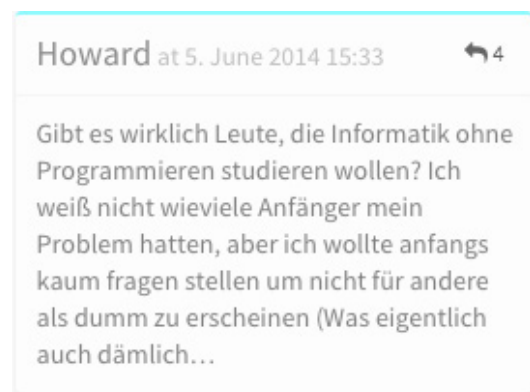 Howard at 5. June 2014 15:33 4
Gibt es wirklich Leute, die Informatik ohne
Programmieren studieren wollen? Ich
weiß nicht wieviele Anfänger mein
Problem hatten, aber ich wollte anfangs
kaum fragen stellen um nicht für andere
als dumm zu erscheinen (Was eigentlich
auch dämlich…